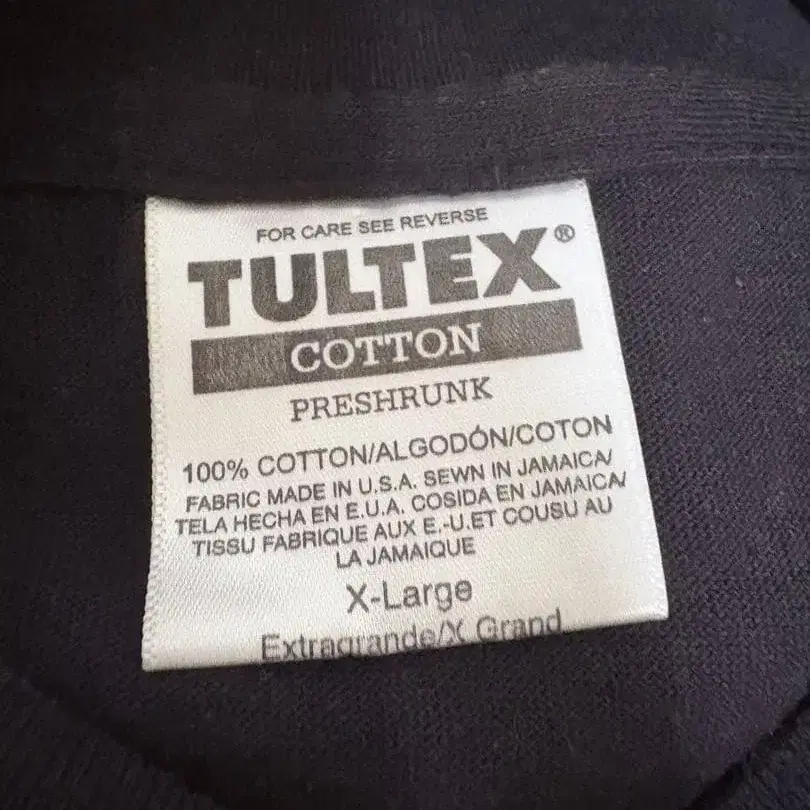 FOR CARE SEE REVERSE
TULTEX®
COTTON
PRESHRUNK
100% COTTON/ALGODÓN/COTON
FABRIC MADE IN U.S.A. SEWN IN JAMAICA/
TELA HECHA EN E.U.A. COSIDA EN JAMAICA/
TISSU FABRIQUE AUX E.-U.ET COUSU AU
LA JAMAIQUE
X-Large
Extragrande/X Grand